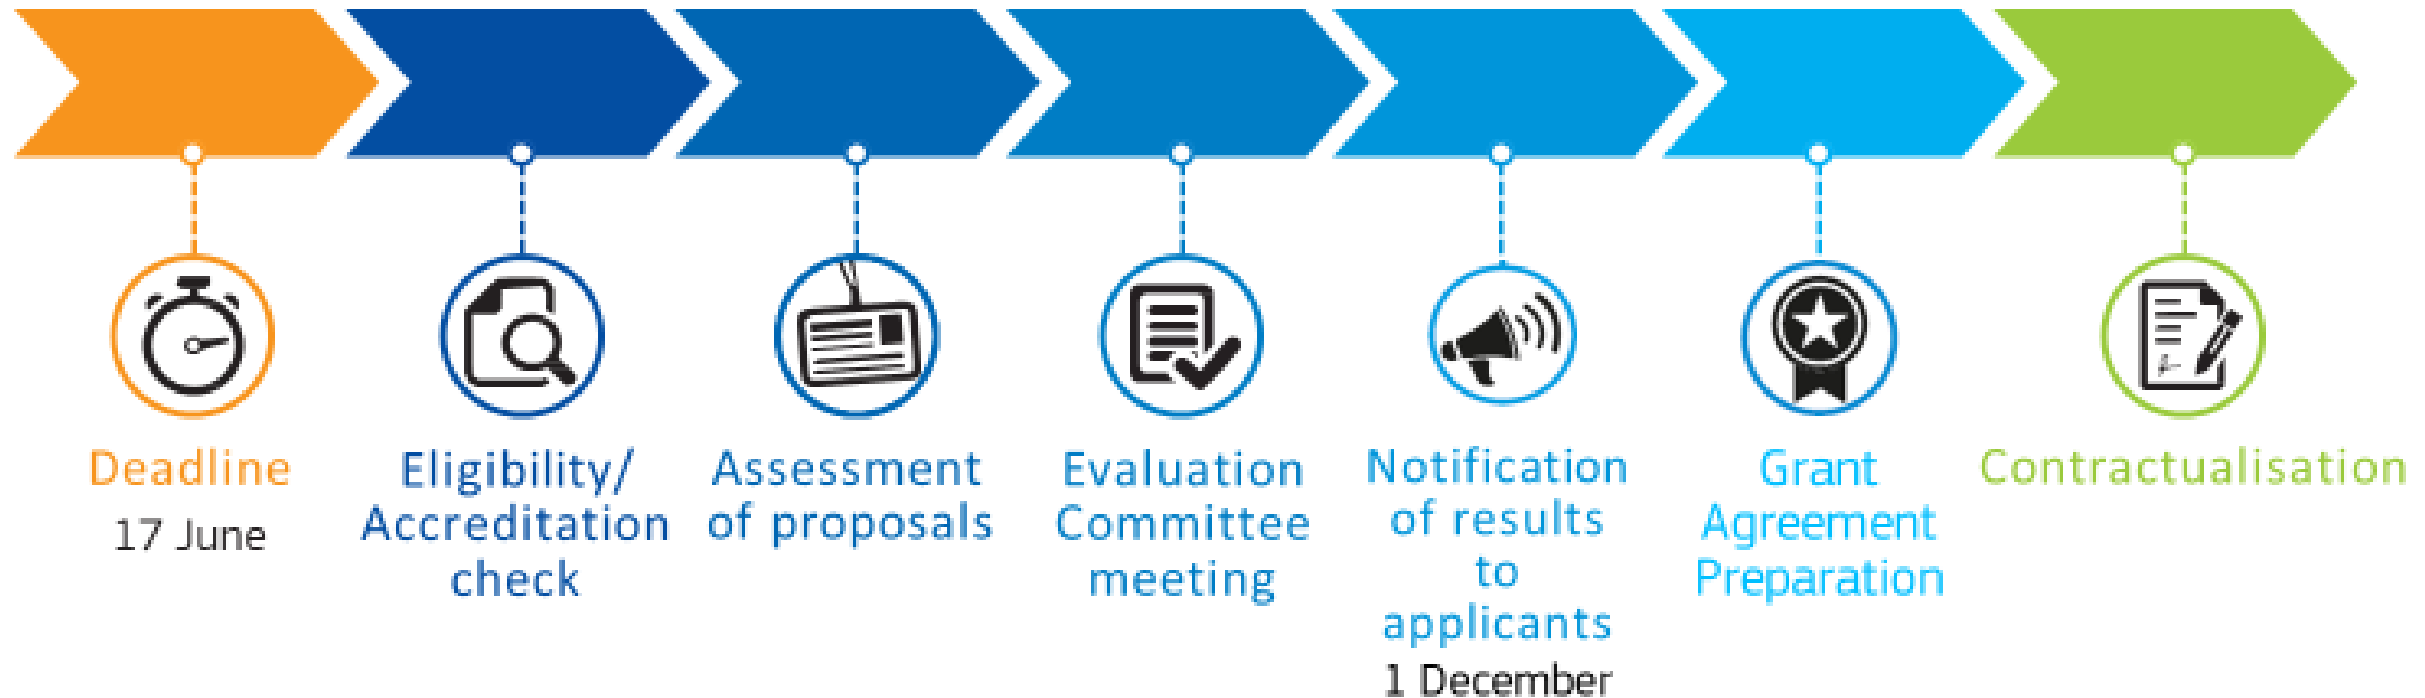 Deadline
17 June
Eligibility/
Accreditation
check
Assessment
of proposals
Evaluation
Committee
meeting
Notification
of results
to
applicants
1 December
Grant
Agreement
Preparation
Contractualisation